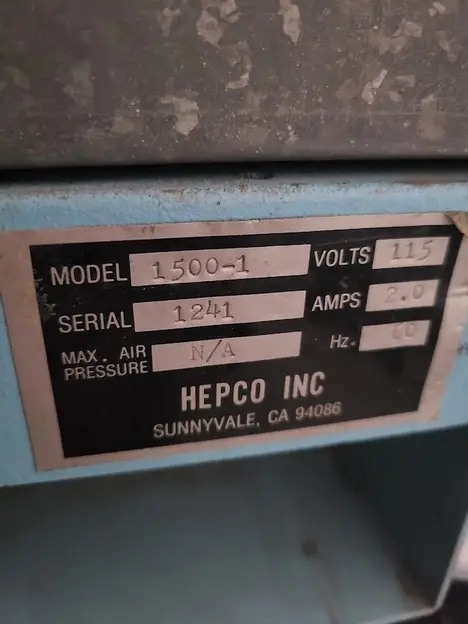 MODEL 1500-1 VOLTS 115
SERIAL 1241 AMPS 2.0
MAX. AIR PRESSURE N/A Hz. 60
HEPCO INC
SUNNYVALE, CA 94086